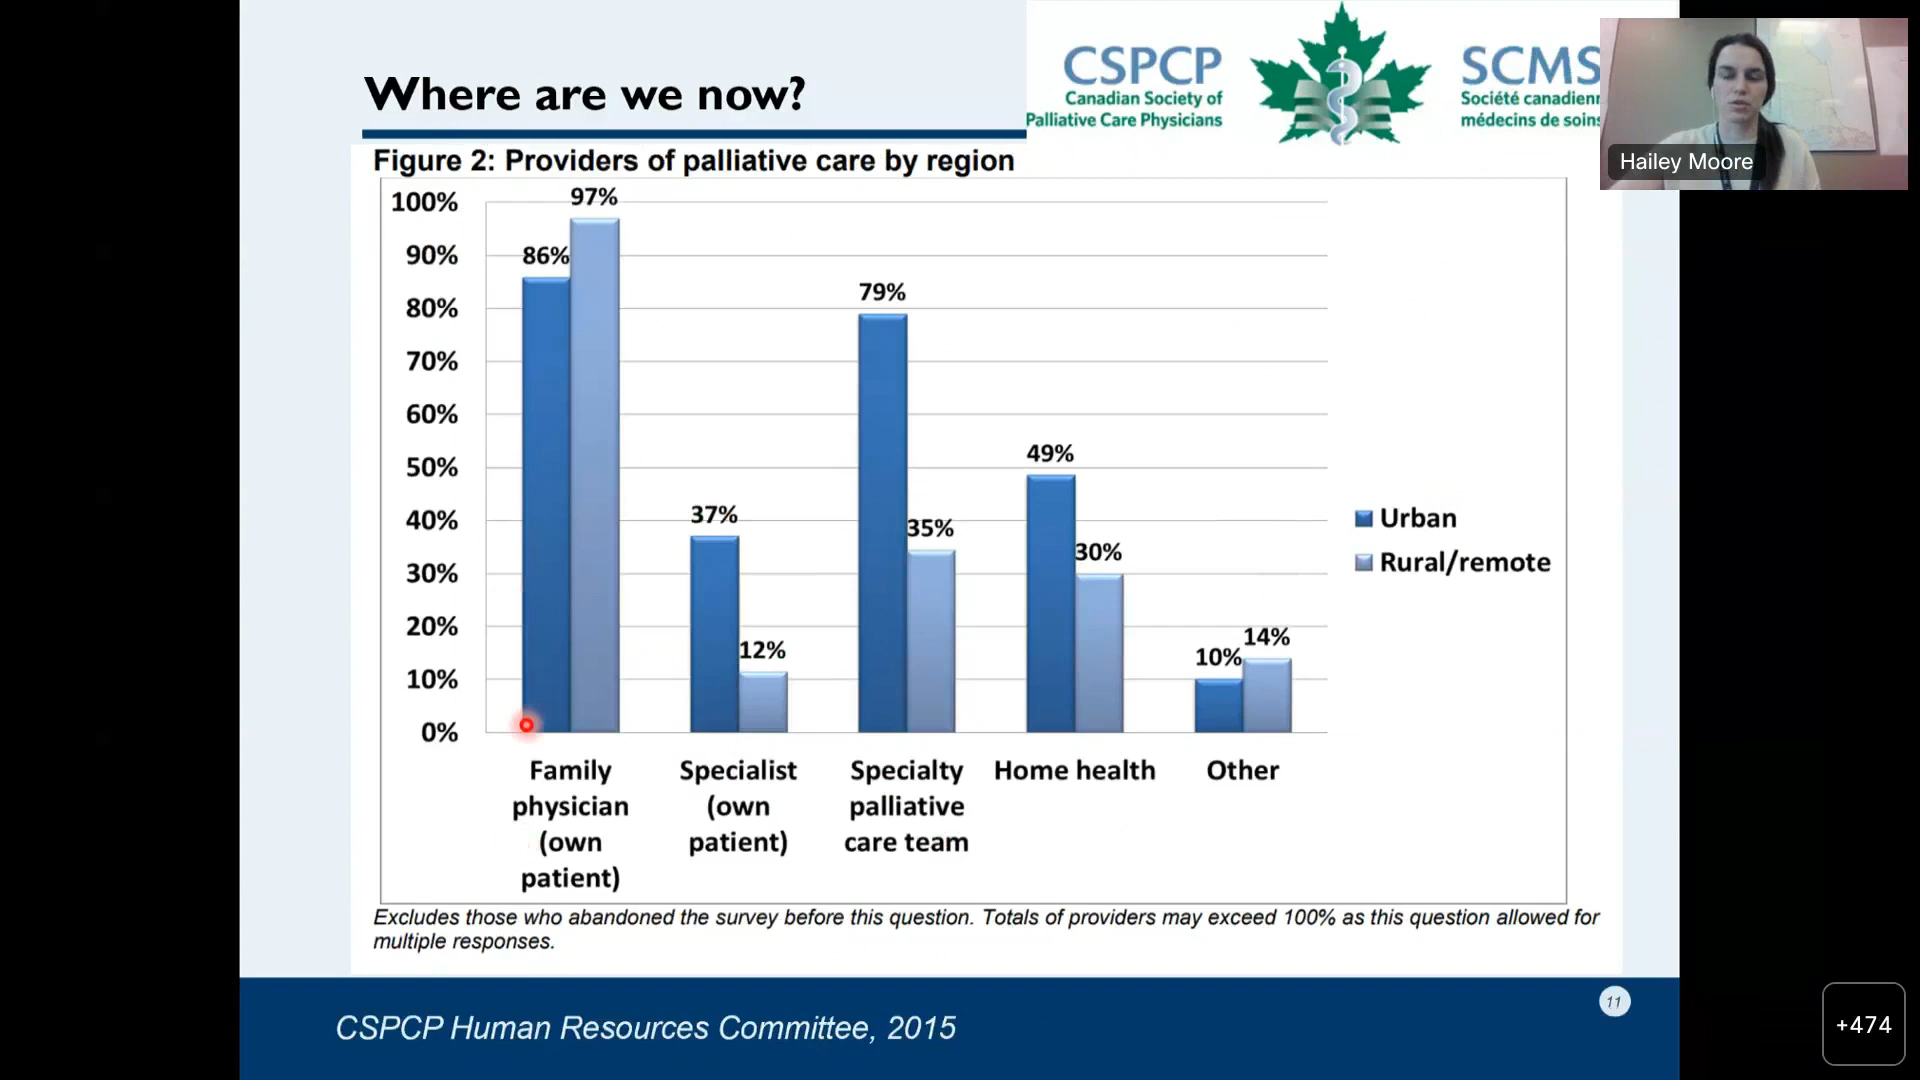 Where are we now?
CSPCP
Canadian Society of
Palliative Care Physicians
SCMS
Société canadien
médecins de soins
Hailey Moore
Figure 2: Providers of palliative care by region
100%
90%
80%
70%
60%
50%
40%
30%
20%
10%
0%
86%
97%
37%
12%
79%
35%
49%
30%
10%
14%
Urban
Rural/remote
Family
physician
(own
patient)
Specialist
(own
patient)
Specialty
palliative
care team
Home health
Other
Excludes those who abandoned the survey before this question. Totals of providers may exceed 100% as this question allowed for
multiple responses.
CSPCP Human Resources Committee, 2015
11
+474